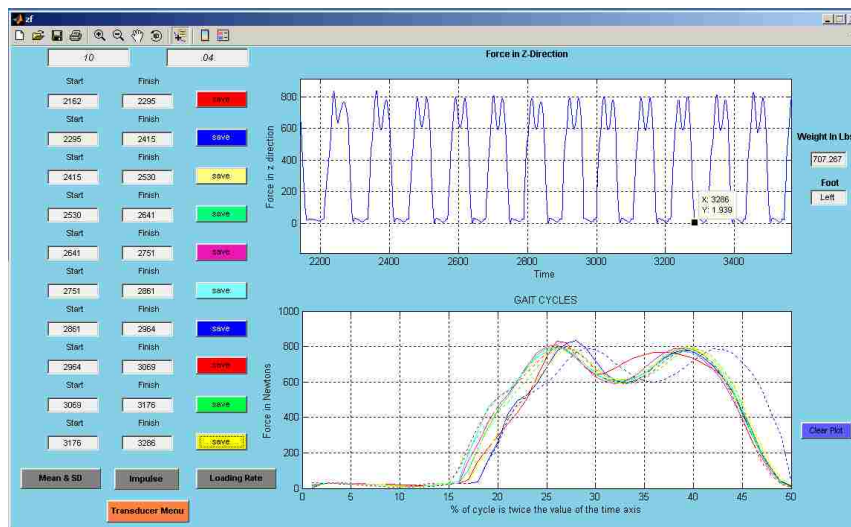 zf
10 .04
Start Finish
2162 2295 save
Start Finish
2295 2415 save
Start Finish
2415 2530 save
Start Finish
2530 2641 save
Start Finish
2641 2751 save
Start Finish
2751 2861 save
Start Finish
2861 2964 save
Start Finish
2964 3069 save
Start Finish
3069 3176 save
Start Finish
3176 3286 save
Mean & SD Impulse Loading Rate
Transducer Menu
Force in Z-Direction
Force in z direction
800
600
400
200
0
2200 2400 2600 2800 3000 3200 3400
Time
X: 3286
Y: 1.939
Weight In Lbs
707.267
Foot
Left
GAIT CYCLES
Force in Newtons
1000
800
600
400
200
0
0 5 10 15 20 25 30 35 40 45 50
% of cycle is twice the value of the time axis
Clear Plot